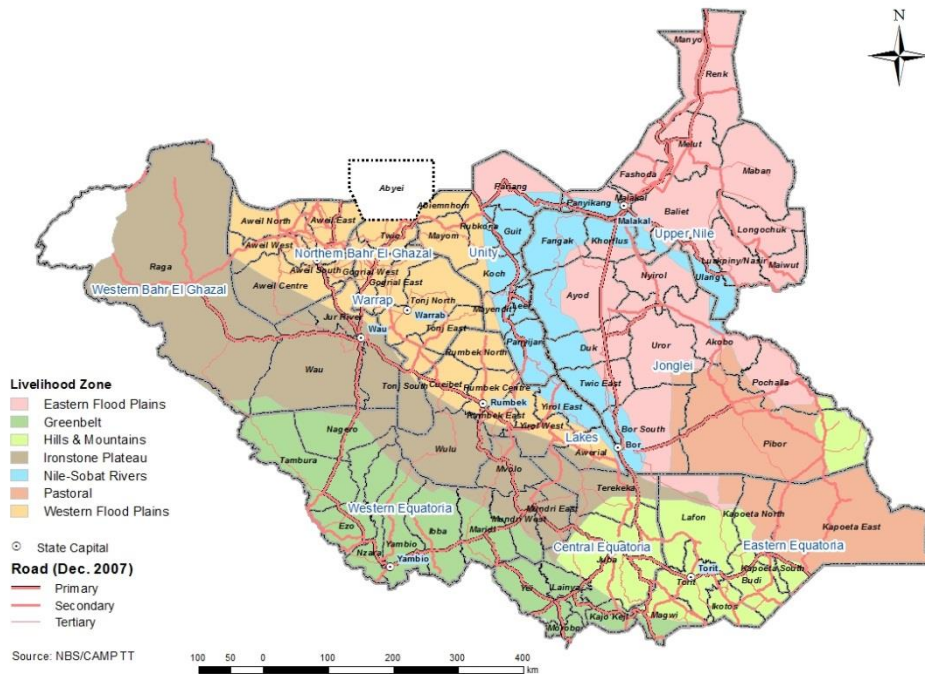 N
Manyo
Renk
Melut
Maban
Fashoda
Abyei
Pariang
Panyikang
Malakal
Malakal
Baliet
Longochuk
Abiemnhom
Aweil North
Aweil East
Twic
Mayom
Rubkona
Guit
Fangak
Khorflus
Upper Nile
Luakpiny/Nasir
Maiwut
Aweil West
Northern Bahr El Ghazal
Unity
Koch
Nyirol
Ulang
Raga
Aweil South
Gogrial West
Gogrial East
Aweil Centre
Western Bahr El Ghazal
Warrap
Tonj North
Mayendit
Leer
Ayod
Jur River
Warrab
Wau
Tonj East
Panyijar
Duk
Uror
Akobo
Rumbek North
Jonglei
Wau
Tonj South
Cueibet
Rumbek Centre
Twic East
Pochalla
Rumbek
Yirol East
Rumbek East
Yirol West
Bor South
Pibor
Nagero
Lakes
Bor
Wulu
Awerial
Tambura
Mvolo
Terekeka
Western Equatoria
Mundri East
Mundri West
Lafon
Kapoeta North
Kapoeta East
Ezo
Ibba
Maridi
Yambio
Central Equatoria
Eastern Equatoria
Nzara
Yambio
Juba
Torit
Torit
Kapoeta South
Budi
Yei
Lainya
Ikotos
Kajo Keji
Magwi
Morobo
Livelihood Zone
Eastern Flood Plains
Greenbelt
Hills & Mountains
Ironstone Plateau
Nile-Sobat Rivers
Pastoral
Western Flood Plains
State Capital
Road (Dec. 2007)
Primary
Secondary
Tertiary
Source: NBS/CAMP TT
100 50 0 100 200 300 400
km